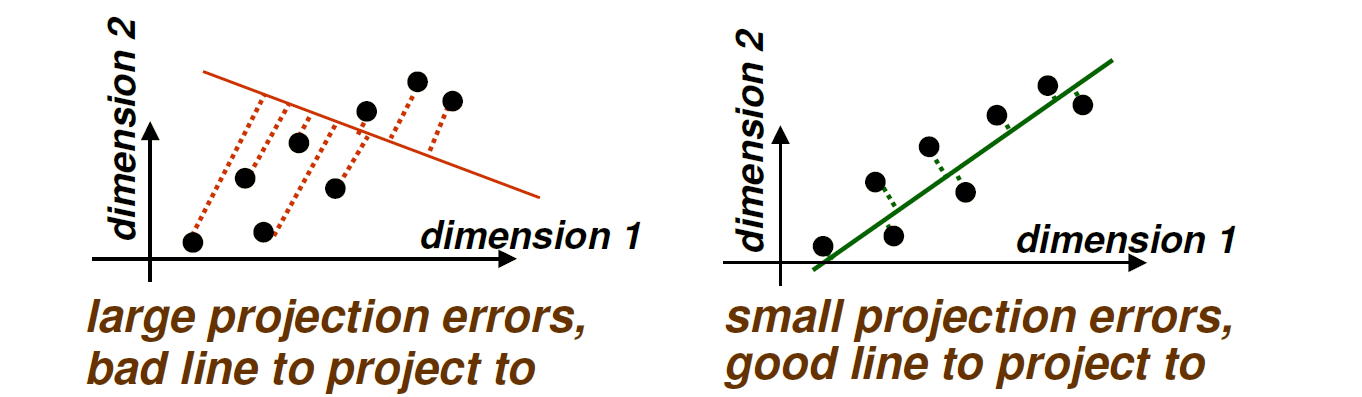 dimension 2
dimension 1
large projection errors,
bad line to project to
dimension 2
dimension 1
small projection errors,
good line to project to